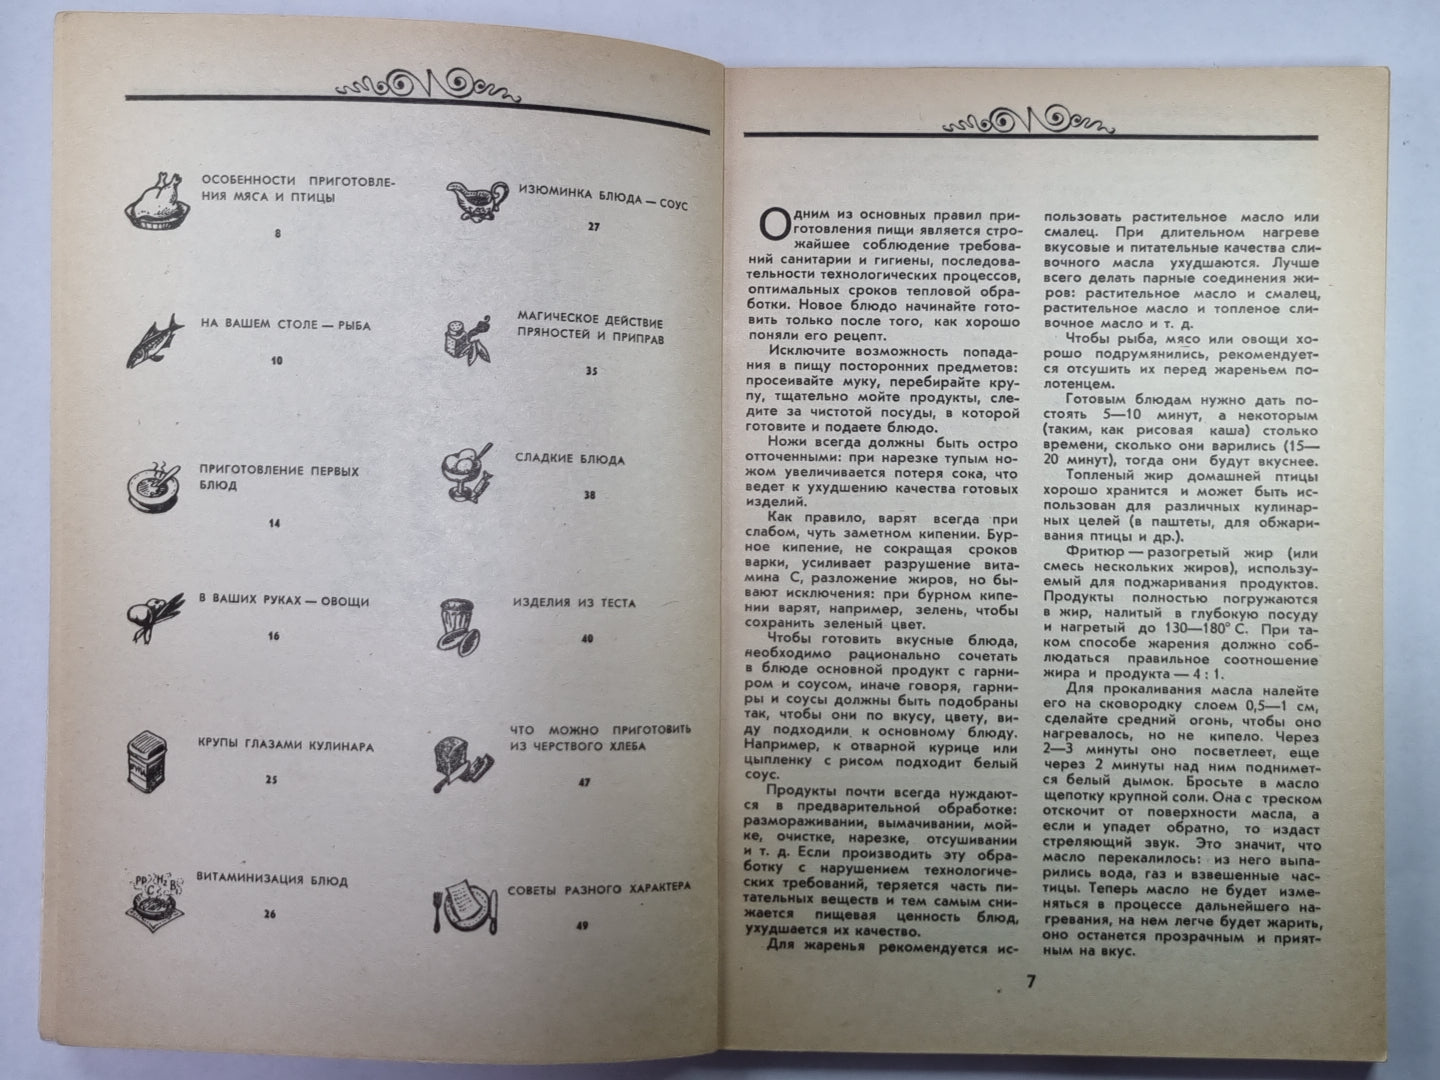 ОСОБЕННОСТИ ПРИГОТОВЛЕ-
НИЯ МЯСА И ПТИЦЫ
8
НА ВАШЕМ СТОЛЕ — РЫБА
10
ПРИГОТОВЛЕНИЕ ПЕРВЫХ
БЛЮД
14
В ВАШИХ РУКАХ — ОВОЩИ
16
КРУПЫ ГЛАЗАМИ КУЛИНАРА
25
PP H2
C B
ВИТАМИНИЗАЦИЯ БЛЮД
26
ИЗЮМИНКА БЛЮДА — СОУС
27
МАГИЧЕСКОЕ ДЕЙСТВИЕ
ПРЯНОСТЕЙ И ПРИПРАВ
35
СЛАДКИЕ БЛЮДА
38
ИЗДЕЛИЯ ИЗ ТЕСТА
40
ЧТО МОЖНО ПРИГОТОВИТЬ
ИЗ ЧЕРСТВОГО ХЛЕБА
47
СОВЕТЫ РАЗНОГО ХАРАКТЕРА
49
Одним из основных правил при-
готовления пищи является стро-
жайшее соблюдение требова-
ний санитарии и гигиены, последова-
тельности технологических процессов,
оптимальных сроков тепловой обра-
ботки. Новое блюдо начинайте гото-
вить только после того, как хорошо
поняли его рецепт.
Исключите возможность попада-
ния в пищу посторонних предметов:
просеивайте муку, перебирайте кру-
пу, тщательно мойте продукты, сле-
дите за чистотой посуды, в которой
готовите и подаете блюдо.
Ножи всегда должны быть остро
отточенными: при нарезке тупым но-
жом увеличивается потеря сока, что
ведет к ухудшению качества готовых
изделий.
Как правило, варят всегда при
слабом, чуть заметном кипении. Бур-
ное кипение, не сокращая сроков
варки, усиливает разрушение вита-
мина С, разложение жиров, но бы-
вают исключения: при бурном кипе-
нии варят, например, зелень, чтобы
сохранить зеленый цвет.
Чтобы готовить вкусные блюда,
необходимо рационально сочетать
в блюде основной продукт с гарни-
ром и соусом, иначе говоря, гарни-
ры и соусы должны быть подобраны
так, чтобы они по вкусу, цвету, ви-
ду подходили к основному блюду.
Например, к отварной курице или
цыпленку с рисом подходит белый
соус.
Продукты почти всегда нуждают-
ся в предварительной обработке:
размораживании, вымачивании, мой-
ке, очистке, нарезке, отсушивании
и т. д. Если производить эту обра-
ботку с нарушением технологиче-
ских требований, теряется часть пи-
тательных веществ и тем самым сни-
жается пищевая ценность блюд,
ухудшается их качество.
Для жаренья рекомендуется ис-
пользовать растительное масло или
смалец. При длительном нагреве
вкусовые и питательные качества сли-
вочного масла ухудшаются. Лучше
всего делать парные соединения жи-
ров: растительное масло и смалец,
растительное масло и топленое сли-
вочное масло и т. д.
Чтобы рыба, мясо или овощи хо-
рошо подрумянились, рекомендует-
ся отсушить их перед жареньем по-
лотенцем.
Готовым блюдам нужно дать по-
стоять 5—10 минут, а некоторым
(таким, как рисовая каша) столько
времени, сколько они варились (15—
20 минут), тогда они будут вкуснее.
Топленый жир домашней птицы
хорошо хранится и может быть ис-
пользован для различных кулинар-
ных целей (в паштеты, для обжари-
вания птицы и др.).
Фритюр — разогретый жир (или
смесь нескольких жиров), используе-
емый для поджаривания продуктов.
Продукты полностью погружаются
в жир, налитый в глубокую посуду
и нагретый до 130—180° С. При та-
ком способе жарения должно соб-
людаться правильное соотношение
жира и продукта — 4 : 1.
Для прокаливания масла налейте
его на сковородку слоем 0,5—1 см,
сделайте средний огонь, чтобы оно
нагревалось, но не кипело. Через
2—3 минуты оно посветлеет, еще
через 2 минуты над ним поднимет-
ся белый дымок. Бросьте в масло
щепотку крупной соли. Она с треском
отскочит от поверхности масла, а
если и упадет обратно, то издаст
стреляющий звук. Это значит, что
масло перекалилось: из него выпа-
рились вода, газ и взвешенные час-
тицы. Теперь масло не будет изме-
няться в процессе дальнейшего на-
гревания, на нем легче будет жарить,
оно останется прозрачным и прият-
ным на вкус.
7